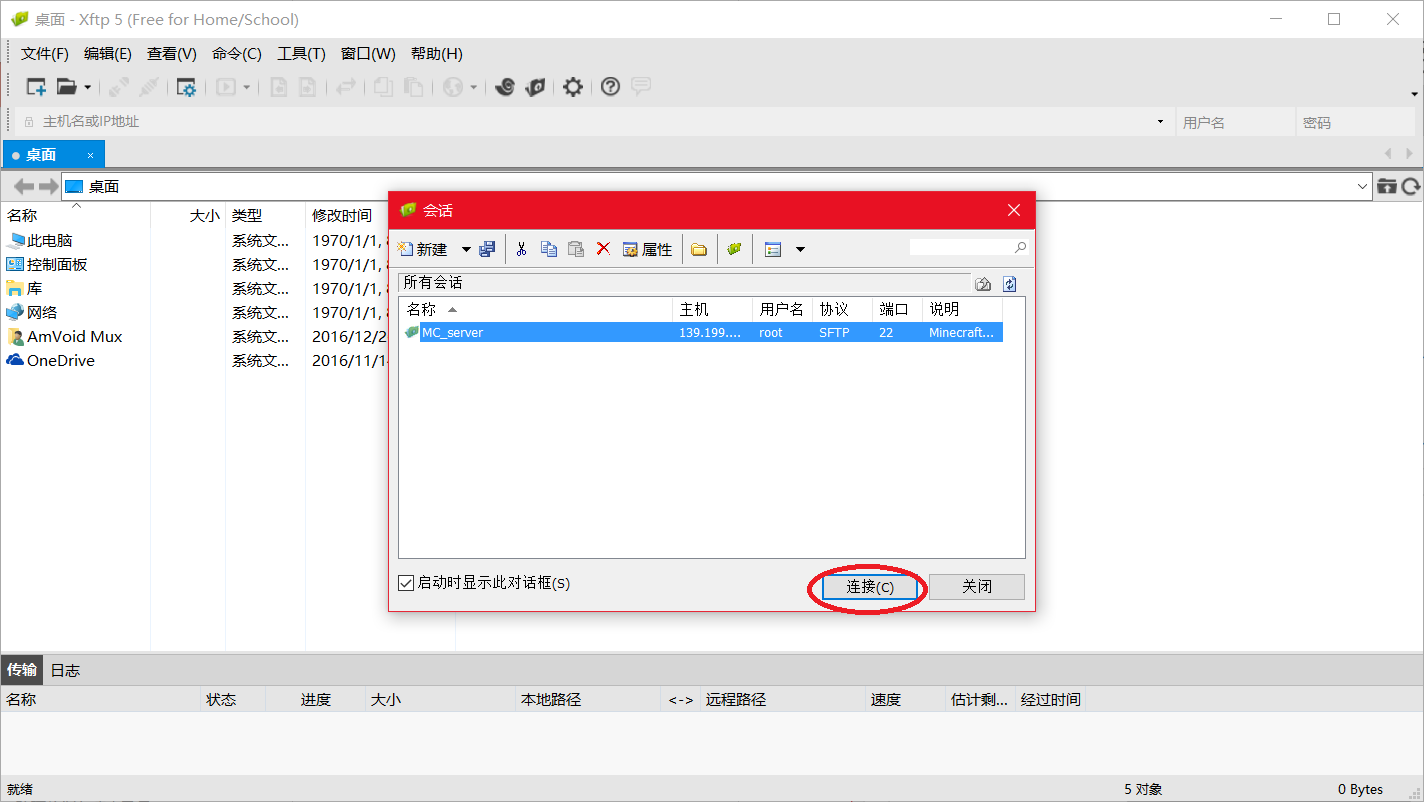 桌面 - Xftp 5 (Free for Home/School)
文件(F) 编辑(E) 查看(V) 命令(C) 工具(T) 窗口(W) 帮助(H)
主机名或IP地址 用户名 密码
桌面
桌面
名称 大小 类型 修改时间
此电脑 系统文... 1970/1/1,
控制面板 系统文... 1970/1/1,
库 系统文... 1970/1/1,
网络 系统文... 1970/1/1,
AmVoid Mux 系统文... 2016/12/2
OneDrive 系统文... 2016/11/1
会话
新建 属性
所有会话
名称 主机 用户名 协议 端口 说明
MC_server 139.199.... root SFTP 22 Minecraft...
启动时显示此对话框(S) 连接(C) 关闭
传输 日志
名称 状态 进度 大小 本地路径 <-> 远程路径 速度 估计剩... 经过时间
就绪 5 对象 0 Bytes